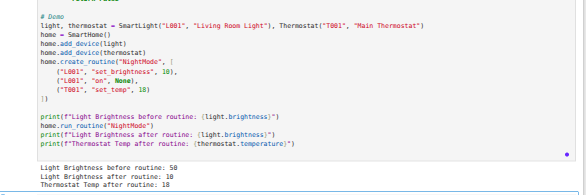 # Demo
light, thermostat = SmartLight("L001", "Living Room Light"), Thermostat("T001", "Main Thermostat")
home = SmartHome()
home.add_device(light)
home.add_device(thermostat)
home.create_routine("NightMode", [
    ("L001", "set_brightness", 10),
    ("L001", "on", None),
    ("T001", "set_temp", 18)
])
print(f"Light Brightness before routine: {light.brightness}")
home.run_routine("NightMode")
print(f"Light Brightness after routine: {light.brightness}")
print(f"Thermostat Temp after routine: {thermostat.temperature}")
Light Brightness before routine: 50
Light Brightness after routine: 10
Thermostat Temp after routine: 18